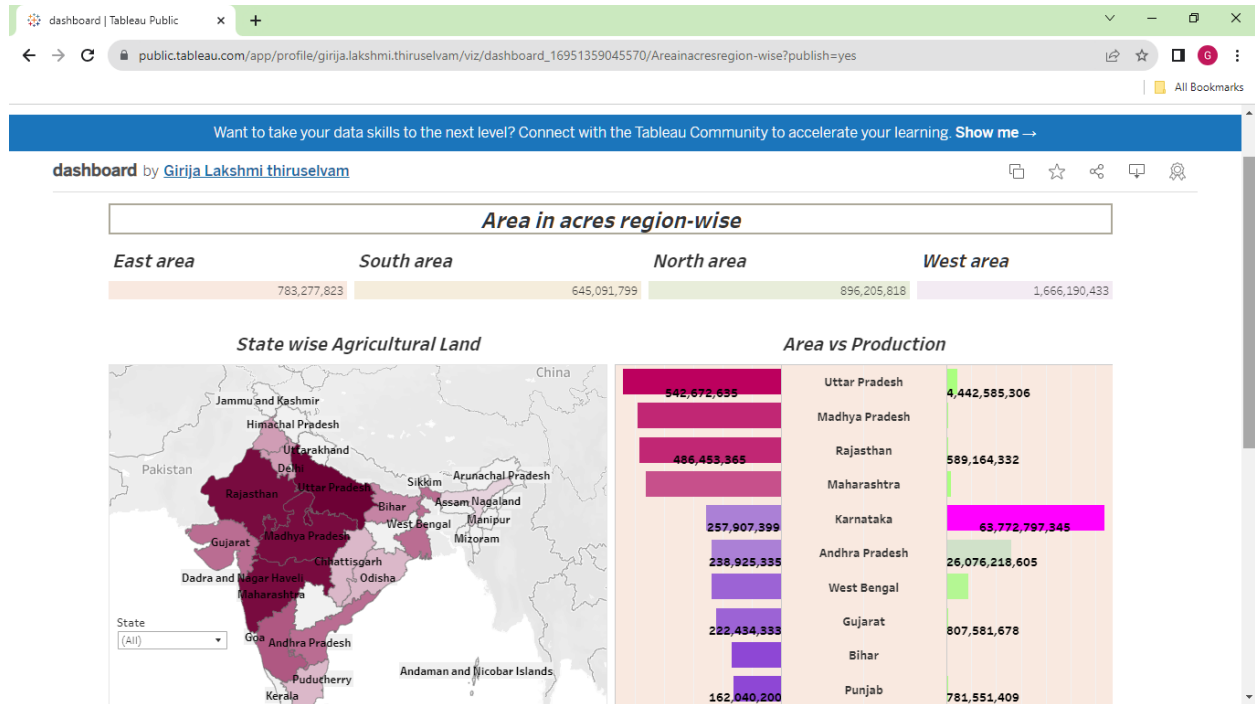 dashboard | Tableau Public
public.tableau.com/app/profile/girija.lakshmi.thiruselvam/viz/dashboard_16951359045570/Areainacresregion-wise?publish=yes
G
All Bookmarks
Want to take your data skills to the next level? Connect with the Tableau Community to accelerate your learning. Show me →
dashboard by Girija Lakshmi thiruselvam
Area in acres region-wise
East area South area North area West area
783,277,823 645,091,799 896,205,818 1,666,190,433
State wise Agricultural Land
China
Jammu and Kashmir
Himachal Pradesh
Uttarakhand
Pakistan
Delhi
Sikkim
Arunachal Pradesh
Rajasthan
Uttar Pradesh
Bihar
Assam
Nagaland
West Bengal
Manipur
Gujarat
Madhya Pradesh
Mizoram
Chhattisgarh
Dadra and Nagar Haveli
Odisha
Maharashtra
State
(All)
Goa
Andhra Pradesh
Andaman and Nicobar Islands
Puducherry
Kerala
Area vs Production
542,672,635 Uttar Pradesh 4,442,585,306
Madhya Pradesh
486,453,365 Rajasthan 589,164,332
Maharashtra
257,907,399 Karnataka 63,772,797,345
238,925,335 Andhra Pradesh 26,076,218,605
West Bengal
222,434,333 Gujarat 807,581,678
Bihar
162,040,200 Punjab 781,551,409